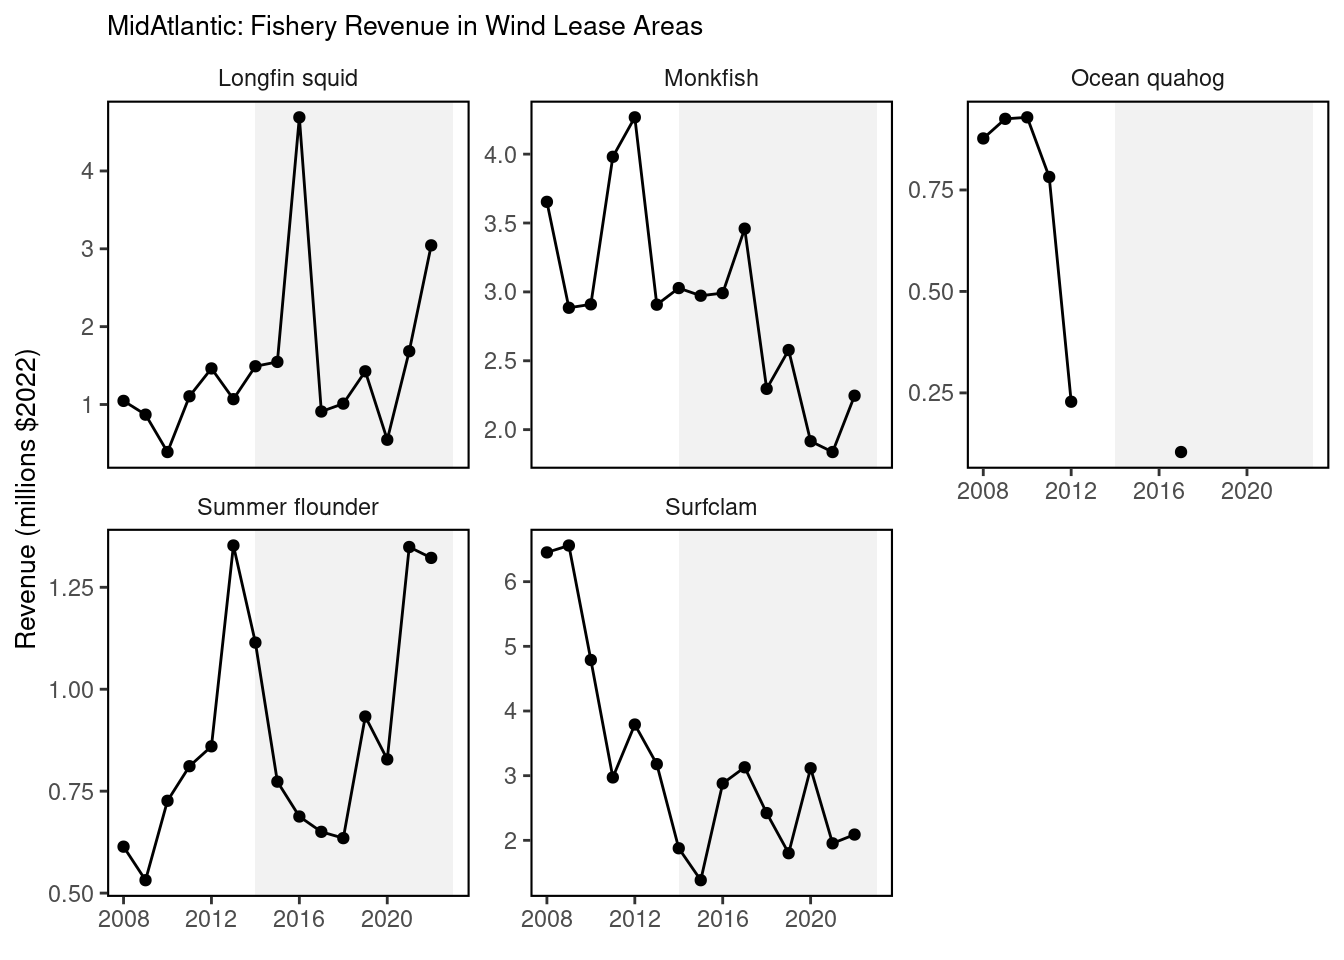 MidAtlantic: Fishery Revenue in Wind Lease Areas
Revenue (millions $2022)
Longfin squid
4
3
2
1
Monkfish
4.0
3.5
3.0
2.5
2.0
Ocean quahog
0.75
0.50
0.25
2008 2012 2016 2020
Summer flounder
1.25
1.00
0.75
0.50
2008 2012 2016 2020
Surfclam
6
5
4
3
2
2008 2012 2016 2020